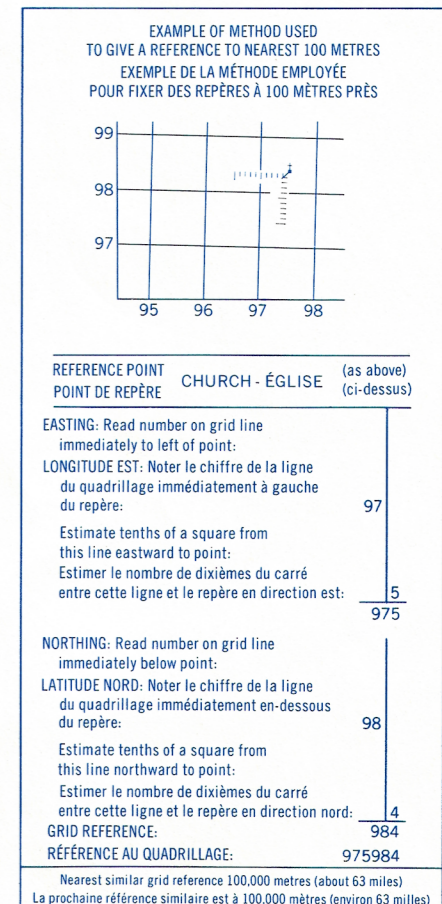 EXAMPLE OF METHOD USED
TO GIVE A REFERENCE TO NEAREST 100 METRES
EXEMPLE DE LA MÉTHODE EMPLOYÉE
POUR FIXER DES REPÈRES À 100 MÈTRES PRÈS
99
98
97
95 96 97 98
REFERENCE POINT
POINT DE REPÈRE
CHURCH - ÉGLISE
(as above)
(ci-dessus)
EASTING: Read number on grid line
immediately to left of point:
LONGITUDE EST: Noter le chiffre de la ligne
du quadrillage immédiatement à gauche
du repère: 97
Estimate tenths of a square from
this line eastward to point:
Estimer le nombre de dixièmes du carré
entre cette ligne et le repère en direction est: 5
975
NORTHING: Read number on grid line
immediately below point:
LATITUDE NORD: Noter le chiffre de la ligne
du quadrillage immédiatement en-dessous
du repère: 98
Estimate tenths of a square from
this line northward to point:
Estimer le nombre de dixièmes du carré
entre cette ligne et le repère en direction nord: 4
GRID REFERENCE: 984
RÉFÉRENCE AU QUADRILLAGE: 975984
Nearest similar grid reference 100,000 metres (about 63 miles)
La prochaine référence similaire est à 100,000 mètres (environ 63 milles)